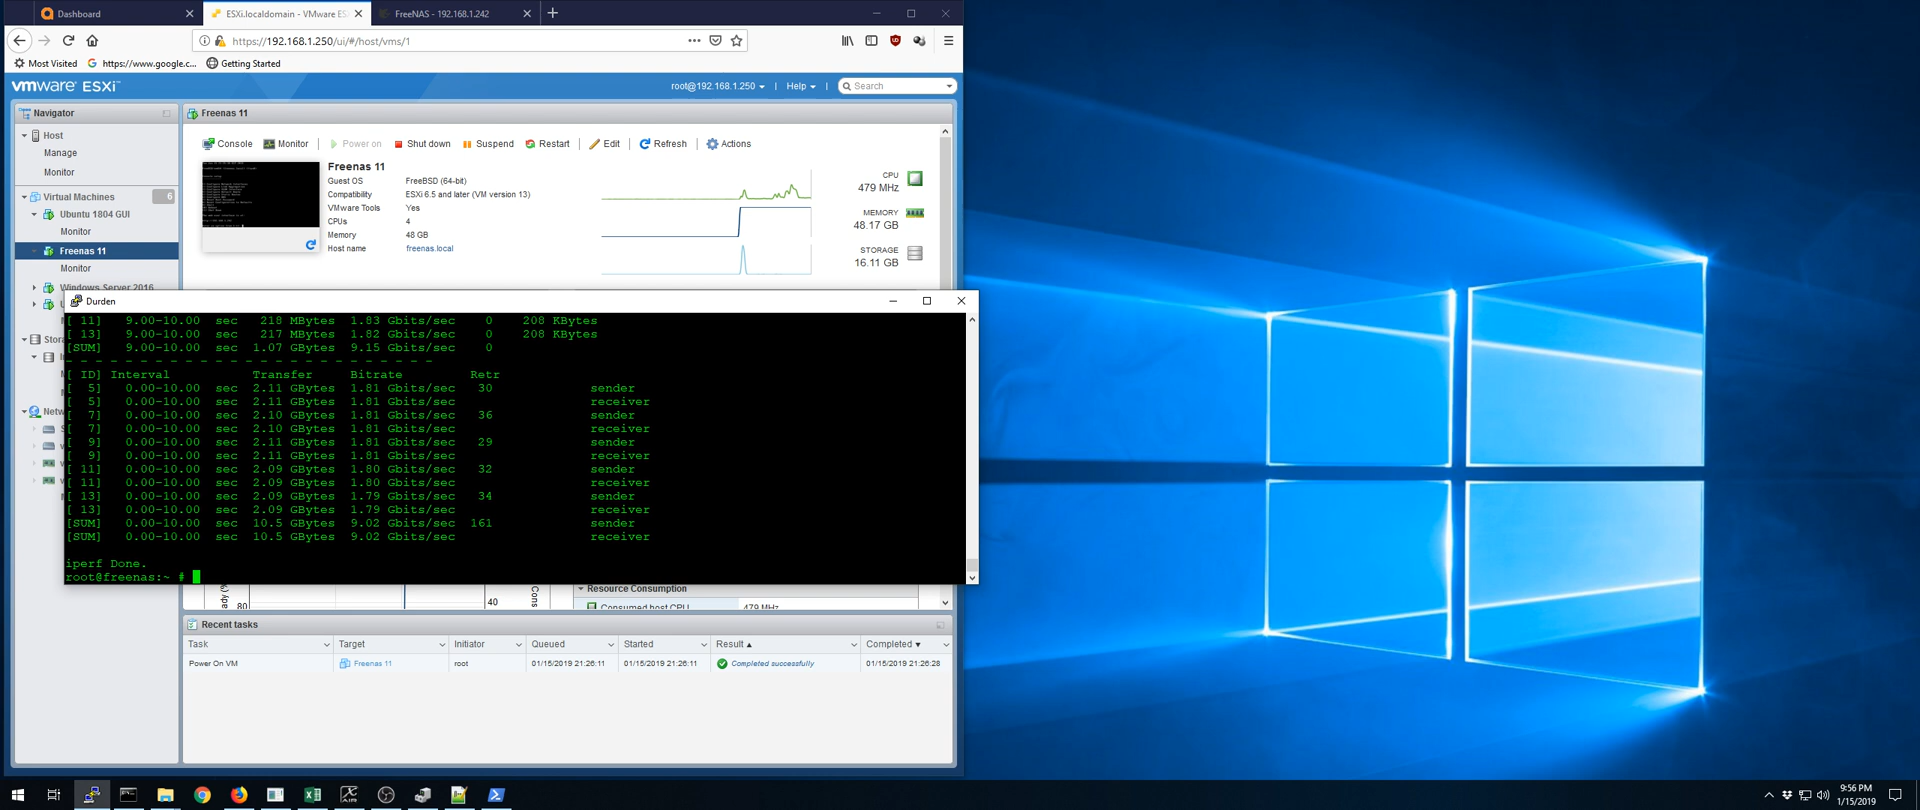 Dashboard
ESXi.localdomain - VMware ES
FreeNAS - 192.168.1.242
https://192.168.1.250/ui/#/host/vms/1
Most Visited
https://www.google.c...
Getting Started
vmware ESXi
root@192.168.1.250
Help
Search
Navigator
Host
Manage
Monitor
Virtual Machines
6
Ubuntu 1804 GUI
Monitor
Freenas 11
Monitor
Windows Server 2016
Freenas 11
Console
Monitor
Power on
Shut down
Suspend
Restart
Edit
Refresh
Actions
Freenas 11
Guest OS FreeBSD (64-bit)
Compatibility ESXi 6.5 and later (VM version 13)
VMware Tools Yes
CPUs 4
Memory 48 GB
Host name freenas.local
CPU
479 MHz
MEMORY
48.17 GB
STORAGE
16.11 GB
Durden
[ 11] 9.00-10.00 sec 218 MBytes 1.83 Gbits/sec 0 208 KBytes
[ 13] 9.00-10.00 sec 217 MBytes 1.82 Gbits/sec 0 208 KBytes
[SUM] 9.00-10.00 sec 1.07 GBytes 9.15 Gbits/sec 0
- - - - - - - - - - - - - - - - - - - - - - - - -
[ ID] Interval Transfer Bitrate Retr
[ 5] 0.00-10.00 sec 2.11 GBytes 1.81 Gbits/sec 30 sender
[ 5] 0.00-10.00 sec 2.11 GBytes 1.81 Gbits/sec receiver
[ 7] 0.00-10.00 sec 2.10 GBytes 1.81 Gbits/sec 36 sender
[ 7] 0.00-10.00 sec 2.10 GBytes 1.81 Gbits/sec receiver
[ 9] 0.00-10.00 sec 2.11 GBytes 1.81 Gbits/sec 29 sender
[ 9] 0.00-10.00 sec 2.11 GBytes 1.81 Gbits/sec receiver
[ 11] 0.00-10.00 sec 2.09 GBytes 1.80 Gbits/sec 32 sender
[ 11] 0.00-10.00 sec 2.09 GBytes 1.80 Gbits/sec receiver
[ 13] 0.00-10.00 sec 2.09 GBytes 1.79 Gbits/sec 34 sender
[ 13] 0.00-10.00 sec 2.09 GBytes 1.79 Gbits/sec receiver
[SUM] 0.00-10.00 sec 10.5 GBytes 9.02 Gbits/sec 161 sender
[SUM] 0.00-10.00 sec 10.5 GBytes 9.02 Gbits/sec receiver
iperf Done.
root@freenas:~ #
Stora
Netw
80
40
Cons
Resource Consumption
Consumed host CPU 479 MHz
Recent tasks
Task Target Initiator Queued Started Result Completed
Power On VM Freenas 11 root 01/15/2019 21:26:11 01/15/2019 21:26:11 Completed successfully 01/15/2019 21:26:28
AIR
9:56 PM
1/15/2019